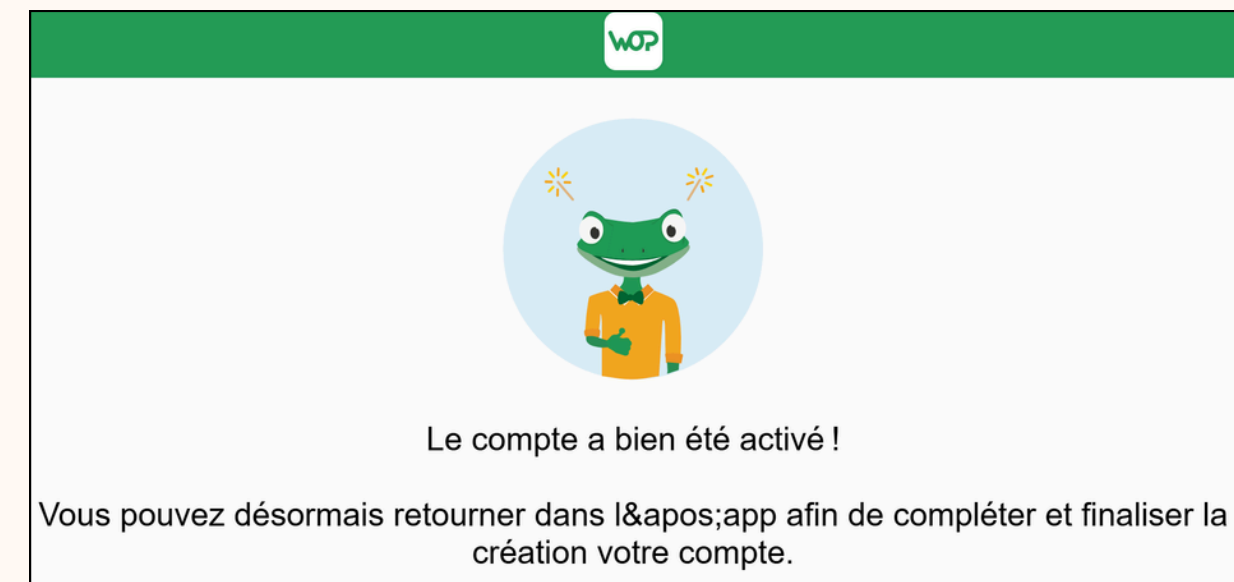 WOP
Le compte a bien été activé !
Vous pouvez désormais retourner dans l&apos;app afin de compléter et finaliser la
création votre compte.